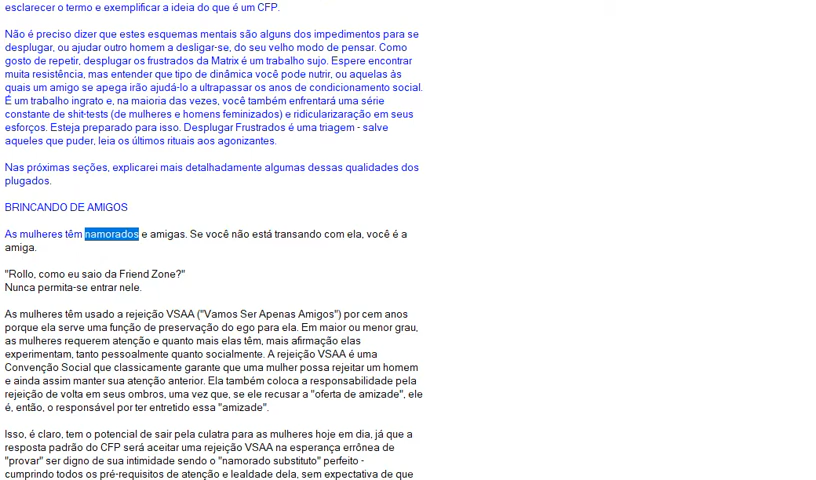 esclarecer o termo e exemplificar a ideia do que é um CFP.
Não é preciso dizer que estes esquemas mentais são alguns dos impedimentos para se
desplugar, ou ajudar outro homem a desligar-se, do seu velho modo de pensar. Como
gosto de repetir, desplugar os frustrados da Matrix é um trabalho sujo. Espere encontrar
muita resistência, mas entender que tipo de dinâmica você pode nutrir, ou aquelas às
quais um amigo se apega irão ajudá-lo a ultrapassar os anos de condicionamento social.
É um trabalho ingrato e, na maioria das vezes, você também enfrentará uma série
constante de shit-tests (de mulheres e homens feminizados) e ridicularizaração em seus
esforços. Esteja preparado para isso. Desplugar Frustrados é uma triagem - salve
aqueles que puder, leia os últimos rituais aos agonizantes.
Nas próximas seções, explicarei mais detalhadamente algumas dessas qualidades dos
plugados.
BRINCANDO DE AMIGOS
As mulheres têm namorados e amigas. Se você não está transando com ela, você é a
amiga.
"Rollo, como eu saio da Friend Zone?"
Nunca permita-se entrar nele.
As mulheres têm usado a rejeição VSAA ("Vamos Ser Apenas Amigos") por cem anos
porque ela serve uma função de preservação do ego para ela. Em maior ou menor grau,
as mulheres requerem atenção e quanto mais elas têm, mais afirmação elas
experimentam, tanto pessoalmente quanto socialmente. A rejeição VSAA é uma
Convenção Social que classicamente garante que uma mulher possa rejeitar um homem
e ainda assim manter sua atenção anterior. Ela também coloca a responsabilidade pela
rejeição de volta em seus ombros, uma vez que, se ele recusar a "oferta de amizade", ele
é, então, o responsável por ter entretido essa "amizade".
Isso, é claro, tem o potencial de sair pela culatra para as mulheres hoje em dia, já que a
resposta padrão do CFP será aceitar uma rejeição VSAA na esperança errônea de
"provar" ser digno de sua intimidade sendo o "namorado substituto" perfeito -
cumprindo todos os pré-requisitos de atenção e lealdade dela, sem expectativa de que